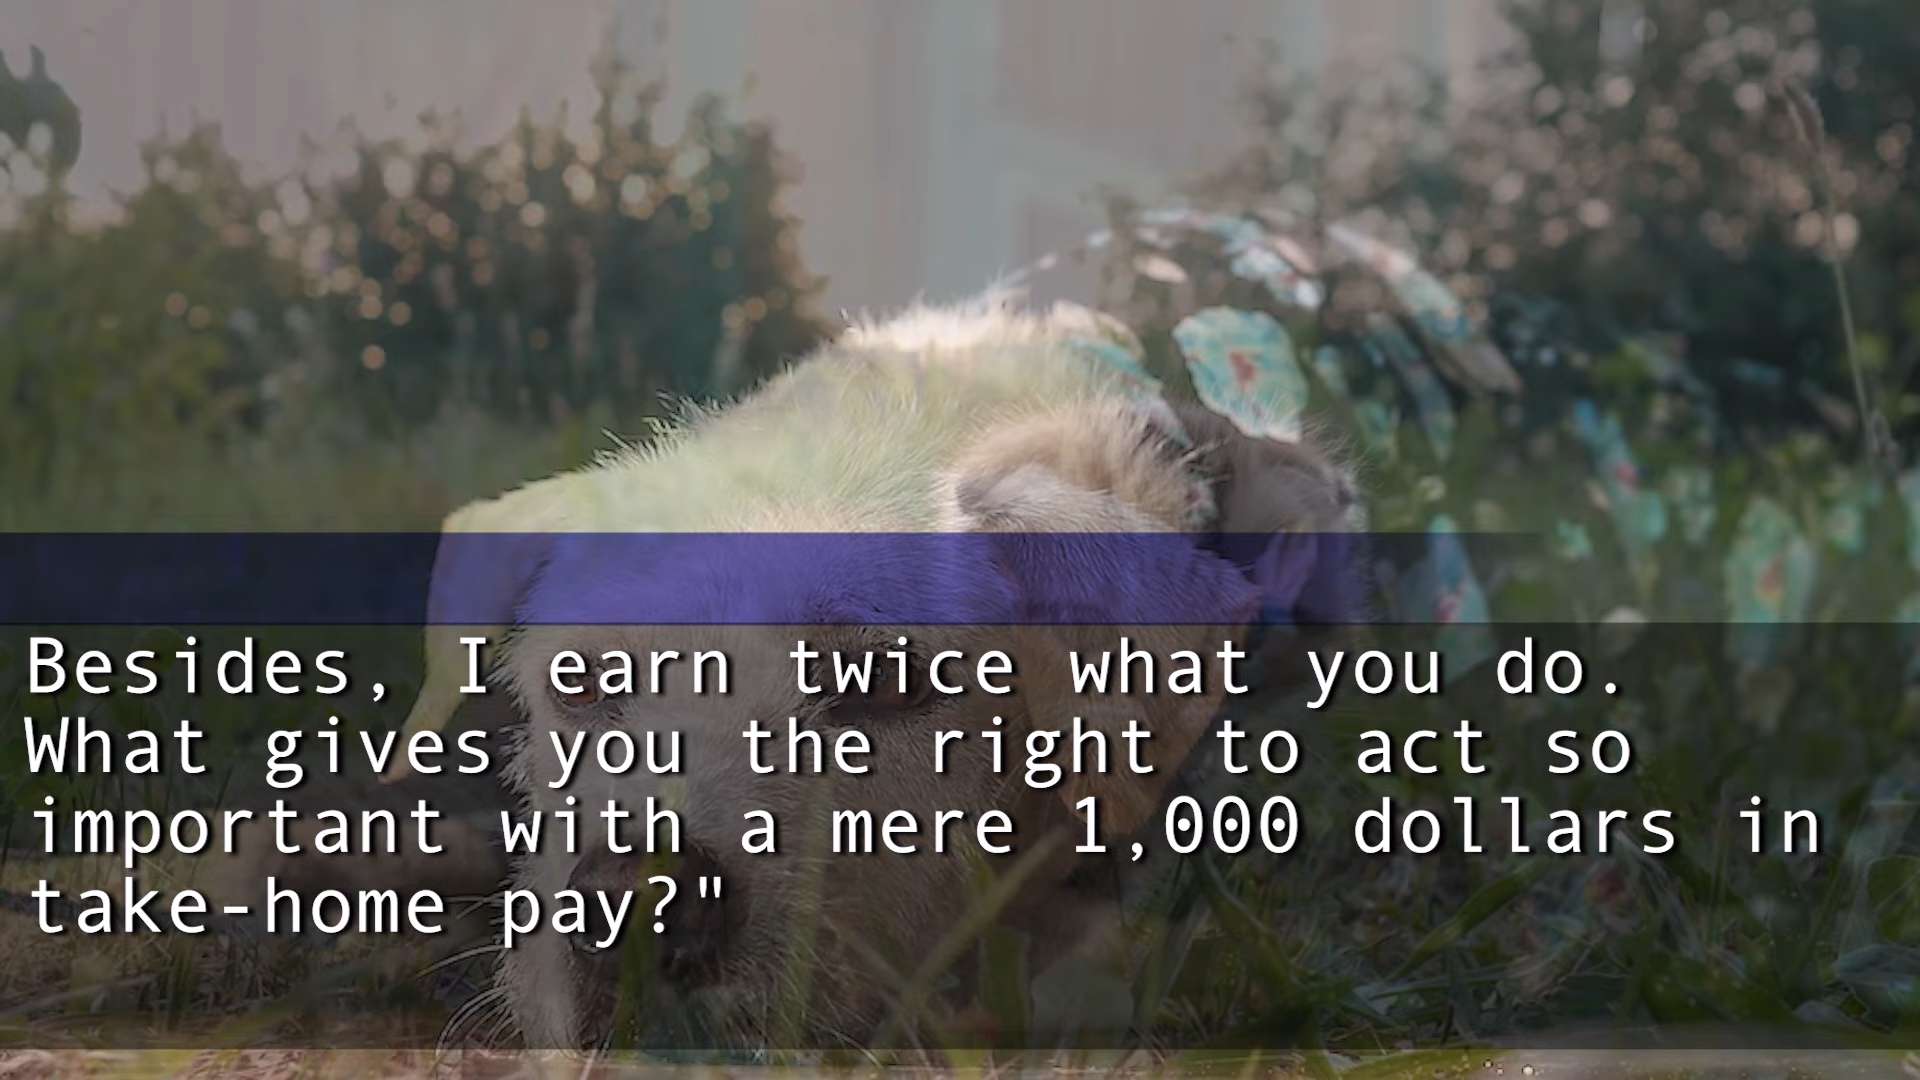 Besides, I earn twice what you do.
What gives you the right to act so
important with a mere 1,000 dollars in
take-home pay?"